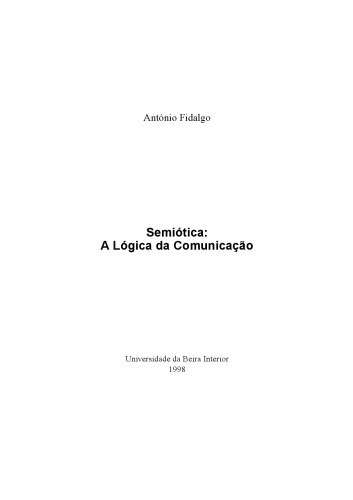 António Fidalgo
Semiótica:
A Lógica da Comunicação
Universidade da Beira Interior
1998